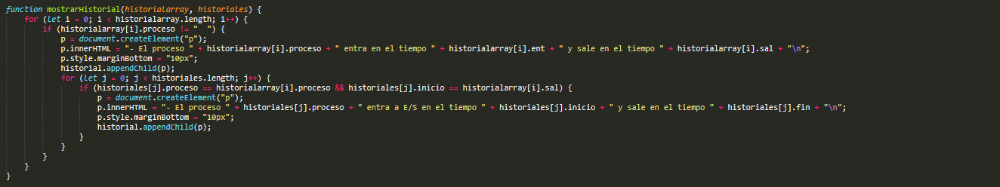 function mostrarHistorial(historialarray, historiales) {
    for (let i = 0; i < historialarray.length; i++) {
        if (historialarray[i].proceso != "  ") {
            p = document.createElement("p");
            p.innerHTML = "- El proceso " + historialarray[i].proceso + " entra en el tiempo " + historialarray[i].ent + " y sale en el tiempo " + historialarray[i].sal + "\n";
            p.style.marginBottom = "10px";
            historial.appendChild(p);
            for (let j = 0; j < historiales.length; j++) {
                if (historiales[j].proceso == historialarray[i].proceso && historiales[j].inicio == historialarray[i].sal) {
                    p = document.createElement("p");
                    p.innerHTML = "- El proceso " + historiales[j].proceso + " entra a E/S en el tiempo " + historiales[j].inicio + " y sale en el tiempo " + historiales[j].fin + "\n";
                    p.style.marginBottom = "10px";
                    historial.appendChild(p);
                }
            }
        }
    }
}